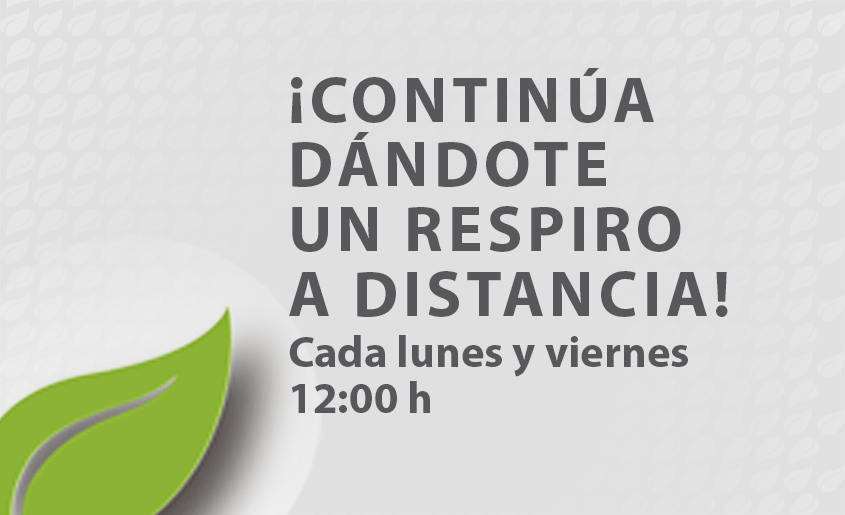 ¡CONTINÚA
DÁNDOTE
UN RESPIRO
A DISTANCIA!
Cada lunes y viernes
12:00 h